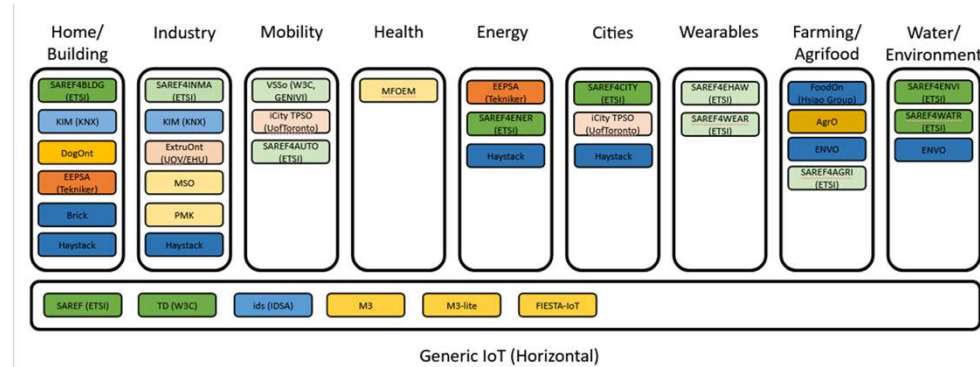 Home/
Building
Industry
Mobility
Health
Energy
Cities
Wearables
Farming/
Agrifood
Water/
Environment
SAREF4BLDG
(ETSI)
KIM (KNX)
DogOnt
EEPSA
(Tekniker)
Brick
Haystack
SAREF4INMA
(ETSI)
KIM (KNX)
ExtruOnt
(UOV/EHU)
MSO
PMK
Haystack
VSSo (W3C,
GENIVI)
iCity TPSO
(UofToronto)
SAREF4AUTO
(ETSI)
MFOEM
EEPSA
(Tekniker)
SAREF4ENER
(ETSI)
Haystack
SAREF4CITY
(ETSI)
iCity TPSO
(UofToronto)
Haystack
SAREF4EHAW
(ETSI)
SAREF4WEAR
(ETSI)
FoodOn
(Hsiao Group)
AgrO
ENVO
SAREF4AGRI
(ETSI)
SAREF4ENVI
(ETSI)
SAREF4WATR
(ETSI)
ENVO
SAREF (ETSI)
TD (W3C)
ids (IDSA)
M3
M3-lite
FIESTA-IoT
Generic IoT (Horizontal)